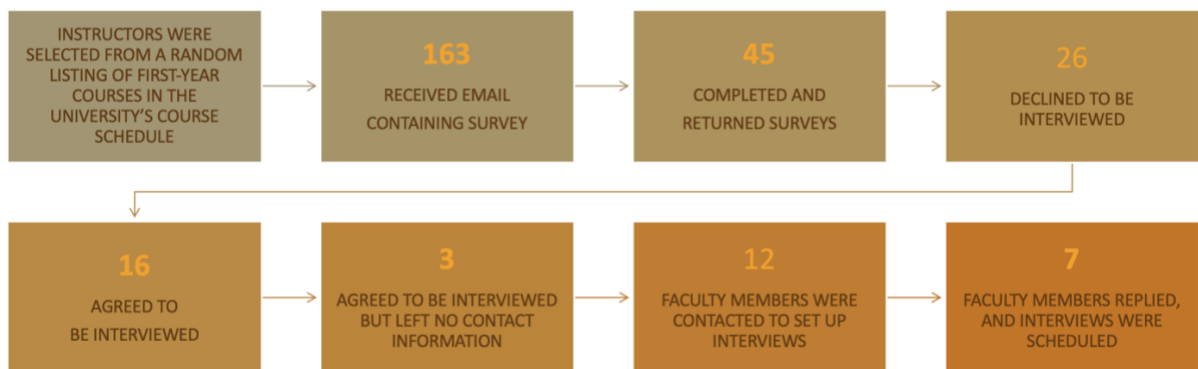 INSTRUCTORS WERE
SELECTED FROM A RANDOM
LISTING OF FIRST-YEAR
COURSES IN THE
UNIVERSITY'S COURSE
SCHEDULE
163
RECEIVED EMAIL
CONTAINING SURVEY
45
COMPLETED AND
RETURNED SURVEYS
26
DECLINED TO BE
INTERVIEWED
16
AGREED TO
BE INTERVIEWED
3
AGREED TO BE INTERVIEWED
BUT LEFT NO CONTACT
INFORMATION
12
FACULTY MEMBERS WERE
CONTACTED TO SET UP
INTERVIEWS
7
FACULTY MEMBERS REPLIED,
AND INTERVIEWS WERE
SCHEDULED